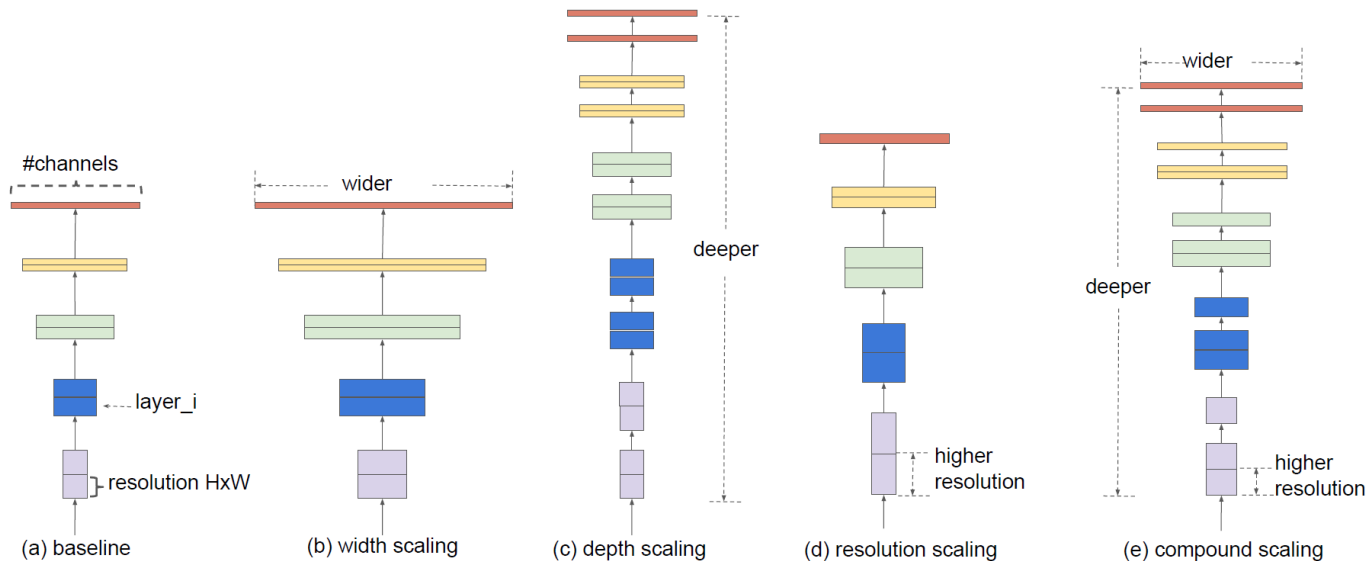 #channels
layer_i
resolution HxW
(a) baseline
wider
(b) width scaling
deeper
(c) depth scaling
higher
resolution
(d) resolution scaling
wider
deeper
higher
resolution
(e) compound scaling